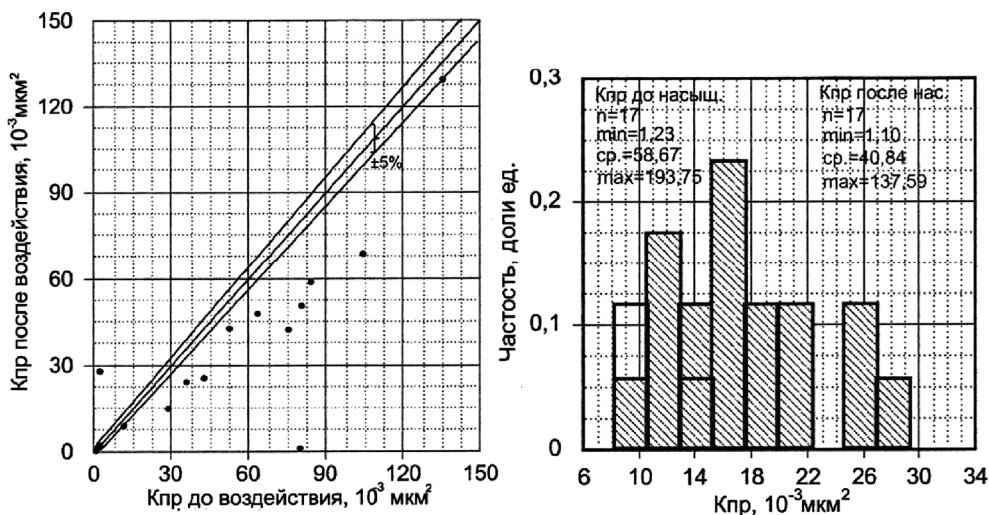 150
120
90
60
30
0
Кпр после воздействия, 10⁻³мкм²
±5%
0 30 60 90 120 150
Кпр до воздействия, 10³ мкм²
0,3
0,2
0,1
0
Частость, доли ед.
Кпр до насыщ.
n=17
min=1,23
ср.=58,67
max=193,75
Кпр после нас.
n=17
min=1,10
ср.=40,84
max=137,59
6 10 14 18 22 26 30 34
Кпр, 10⁻³мкм²